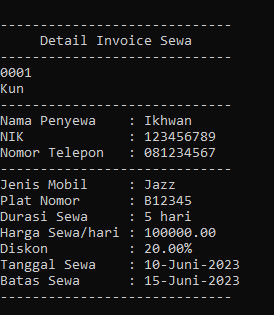 -----------------------------
Detail Invoice Sewa
-----------------------------
0001
Kun
-----------------------------
Nama Penyewa    : Ikhwan
NIK             : 123456789
Nomor Telepon   : 081234567
-----------------------------
Jenis Mobil     : Jazz
Plat Nomor      : B12345
Durasi Sewa     : 5 hari
Harga Sewa/hari : 100000.00
Diskon          : 20.00%
Tanggal Sewa    : 10-Juni-2023
Batas Sewa      : 15-Juni-2023
-----------------------------